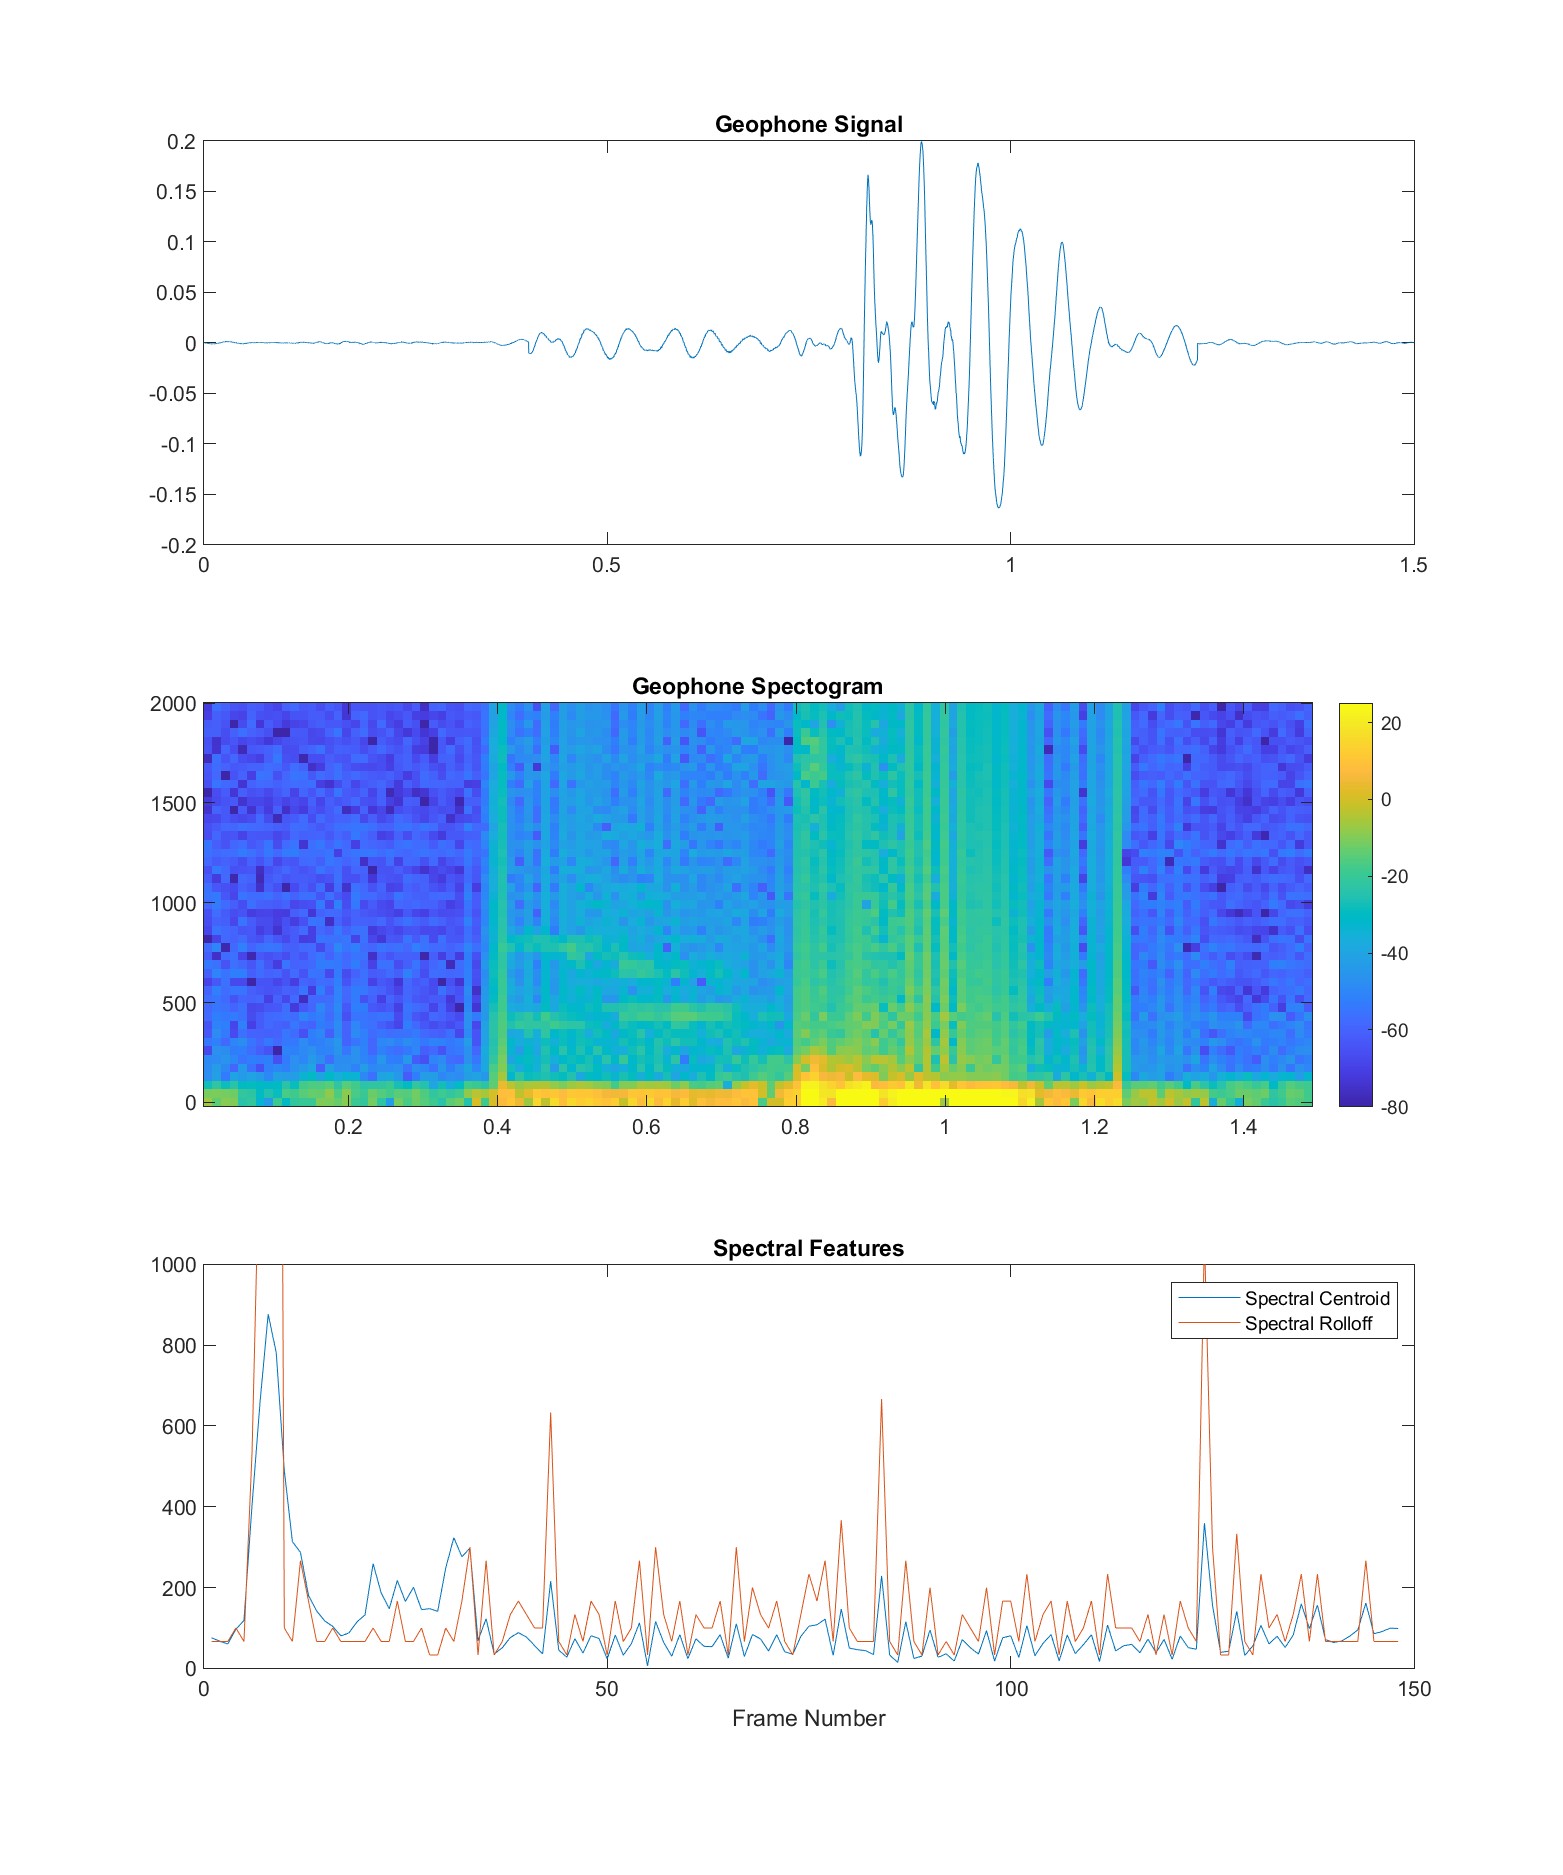 Geophone Signal
0.2
0.15
0.1
0.05
0
-0.05
-0.1
-0.15
-0.2
0 0.5 1 1.5
Geophone Spectogram
2000
1500
1000
500
0
0.2 0.4 0.6 0.8 1 1.2 1.4
20
0
-20
-40
-60
-80
Spectral Features
1000
800
600
400
200
0
0 50 100 150
Spectral Centroid
Spectral Rolloff
Frame Number